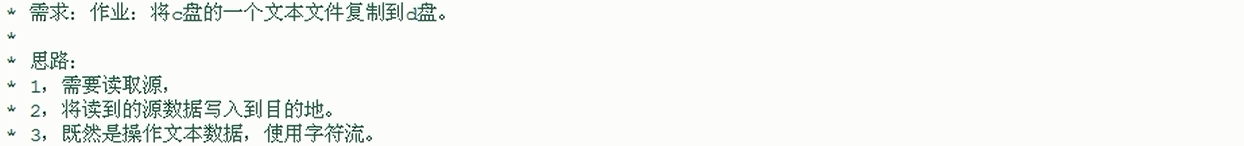 * 需求：作业：将c盘的一个文本文件复制到d盘。
*
* 思路：
* 1，需要读取源，
* 2，将读到的源数据写入到目的地。
* 3，既然是操作文本数据，使用字符流。